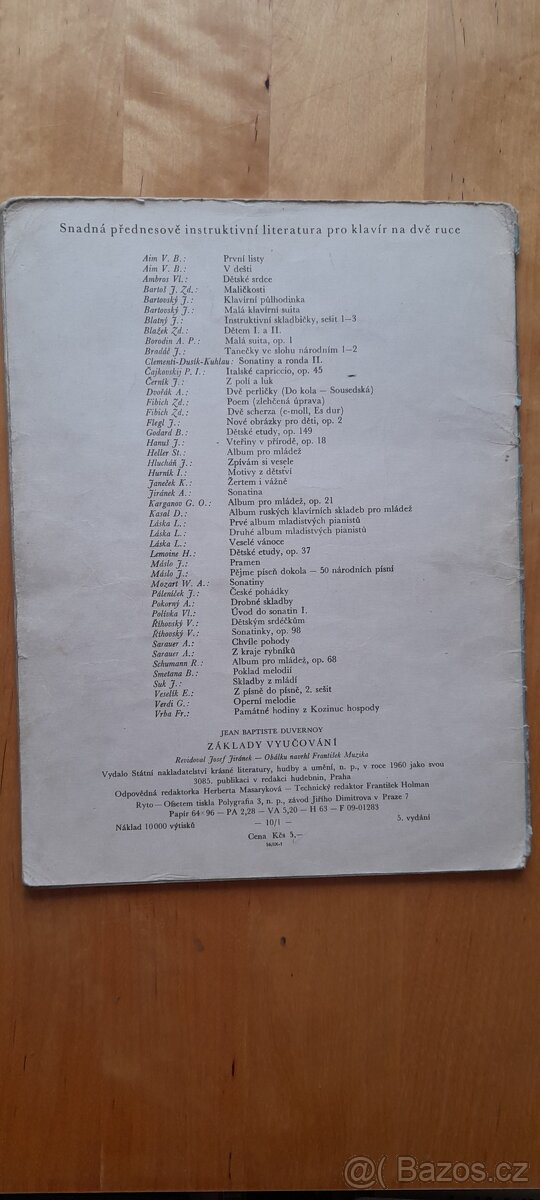 Snadná přednesově instruktivní literatura pro klavír na dvě ruce
Aim V. B.: První listy
Aim V. B.: V dešti
Ambros Vl.: Dětské srdce
Bartoš J. Zd.: Maličkosti
Bartovský J.: Klavírní půlhodinka
Bartovský J.: Malá klavírní suita
Blatný J.: Instruktivní skladbičky, sešit 1—3
Blažek Zd.: Dětem I. a II.
Borodin A. P.: Malá suita, op. 1
Bradáč J.: Tanečky ve slohu národním 1—2
Clementi-Dusík-Kuhlau: Sonatiny a ronda II.
Čajkovskij P. I.: Italské capriccio, op. 45
Černík J.: Z polí a luk
Dvořák A.: Dvě perličky (Do kola — Sousedská)
Fibich Zd.: Poem (zlehčená úprava)
Fibich Zd.: Dvě scherza (e-moll, Es dur)
Flegl J.: Nové obrázky pro děti, op. 2
Godard B.: Dětské etudy, op. 149
Hanuš J.: Vteřiny v přírodě, op. 18
Heller St.: Album pro mládež
Hlucháň J.: Zpívám si vesele
Hurník I.: Motivy z dětství
Janeček K.: Žertem i vážně
Jiránek A.: Sonatina
Karganov G. O.: Album pro mládež, op. 21
Kasal D.: Album ruských klavírních skladeb pro mládež
Láska L.: Prvé album mladistvých pianistů
Láska L.: Druhé album mladistvých pianistů
Láska L.: Veselé vánoce
Lemoine H.: Dětské etudy, op. 37
Máslo J.: Pramen
Máslo J.: Pějme píseň dokola — 50 národních písní
Mozart W. A.: Sonatiny
Páleníček J.: České pohádky
Pokorný A.: Drobné skladby
Polívka Vl.: Úvod do sonatin I.
Říhovský V.: Dětským srdéčkům
Říhovský V.: Sonatinky, op. 98
Sarauer A.: Chvíle pohody
Sarauer A.: Z kraje rybníků
Schumann R.: Album pro mládež, op. 68
Smetana B.: Poklad melodií
Suk J.: Skladby z mládí
Veselík E.: Z písně do písně, 2. sešit
Verdi G.: Operní melodie
Vrba Fr.: Památné hodiny z Kozinuc hospody
JEAN BAPTISTE DUVERNOY
ZÁKLADY VYUČOVÁNÍ
Revidoval Josef Jiránek — Obálku navrhl František Muzika
Vydalo Státní nakladatelství krásné literatury, hudby a umění, n. p., v roce 1960 jako svou
3085. publikaci v redakci hudebnin, Praha
Odpovědná redaktorka Herberta Masaryková — Technický redaktor František Holman
Ryto — Ofsetem tiskla Polygrafia 3, n. p., závod Jiřího Dimitrova v Praze 7
Papír 64×96 — PA 2,28 — VA 5,20 — H 63 — F 09-01283
Náklad 10 000 výtisků — 10/1 — 5. vydání
Cena Kčs 5,—
@( Bazos.cz